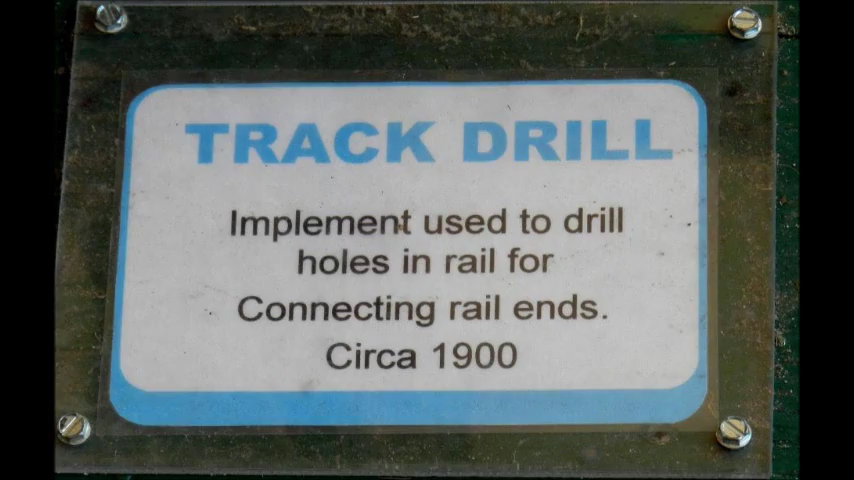 TRACK DRILL
Implement used to drill
holes in rail for
Connecting rail ends.
Circa 1900